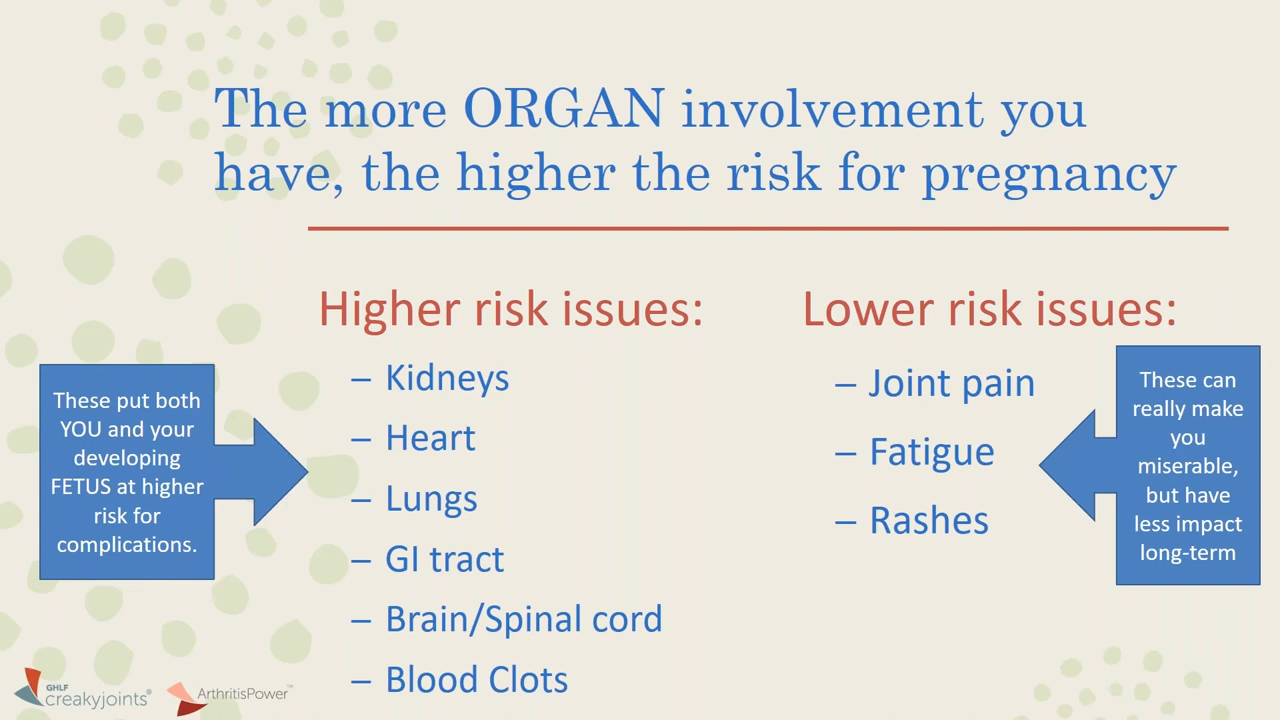 The more ORGAN involvement you
have, the higher the risk for pregnancy
Higher risk issues:
– Kidneys
– Heart
– Lungs
– GI tract
– Brain/Spinal cord
– Blood Clots
Lower risk issues:
– Joint pain
– Fatigue
– Rashes
These put both
YOU and your
developing
FETUS at higher
risk for
complications.
These can
really make
you
miserable,
but have
less impact
long-term
GHLF
creakyjoints®
ArthritisPower™